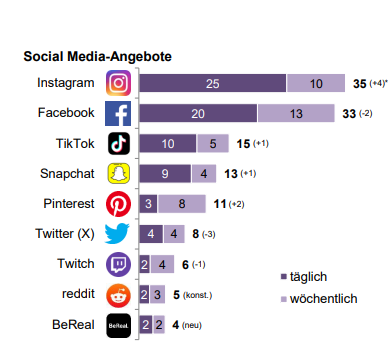 Social Media-Angebote
Instagram 25 10 35 (+4)*
Facebook 20 13 33 (-2)
TikTok 10 5 15 (+1)
Snapchat 9 4 13 (+1)
Pinterest 3 8 11 (+2)
Twitter (X) 4 4 8 (-3)
Twitch 2 4 6 (-1)
täglich
reddit 2 3 5 (konst.)
wöchentlich
BeReal BeReal. 2 2 4 (neu)